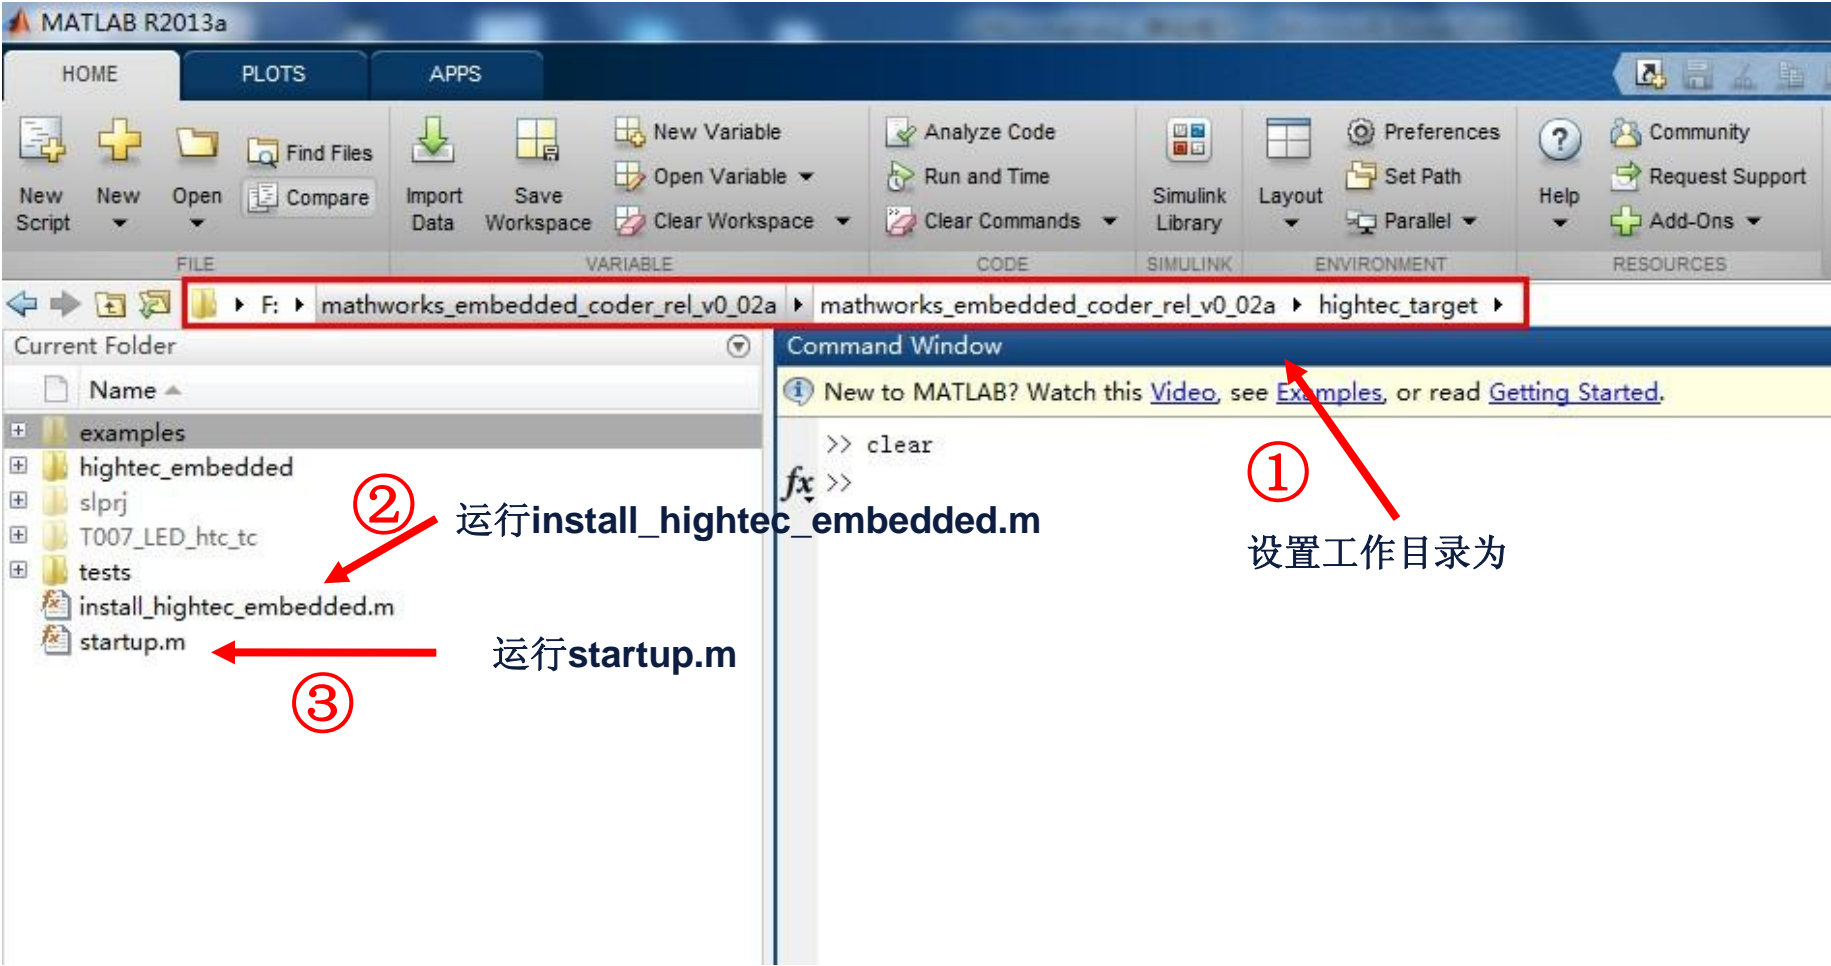 MATLAB R2013a
HOME PLOTS APPS
New Script
New
Open
Find Files
Compare
FILE
Import Data
Save Workspace
New Variable
Open Variable
Clear Workspace
VARIABLE
Analyze Code
Run and Time
Clear Commands
CODE
Simulink Library
SIMULINK
Layout
Preferences
Set Path
Parallel
ENVIRONMENT
? Help
Community
Request Support
Add-Ons
RESOURCES
F: mathworks_embedded_coder_rel_v0_02a mathworks_embedded_coder_rel_v0_02a hightec_target
Current Folder
Name
examples
hightec_embedded
slprj
T007_LED_htc_tc
tests
install_hightec_embedded.m
startup.m
Command Window
New to MATLAB? Watch this Video, see Examples, or read Getting Started.
>> clear
fx >>
①
设置工作目录为
②
运行install_hightec_embedded.m
运行startup.m
③